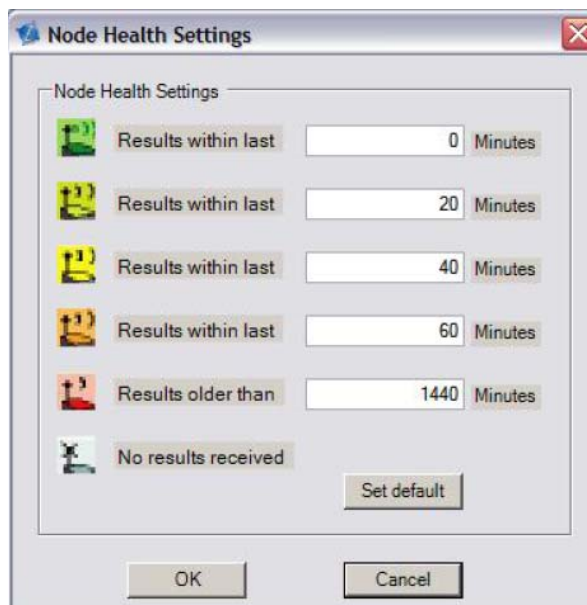 Node Health Settings
Node Health Settings
Results within last 0 Minutes
Results within last 20 Minutes
Results within last 40 Minutes
Results within last 60 Minutes
Results older than 1440 Minutes
No results received
Set default
OK Cancel